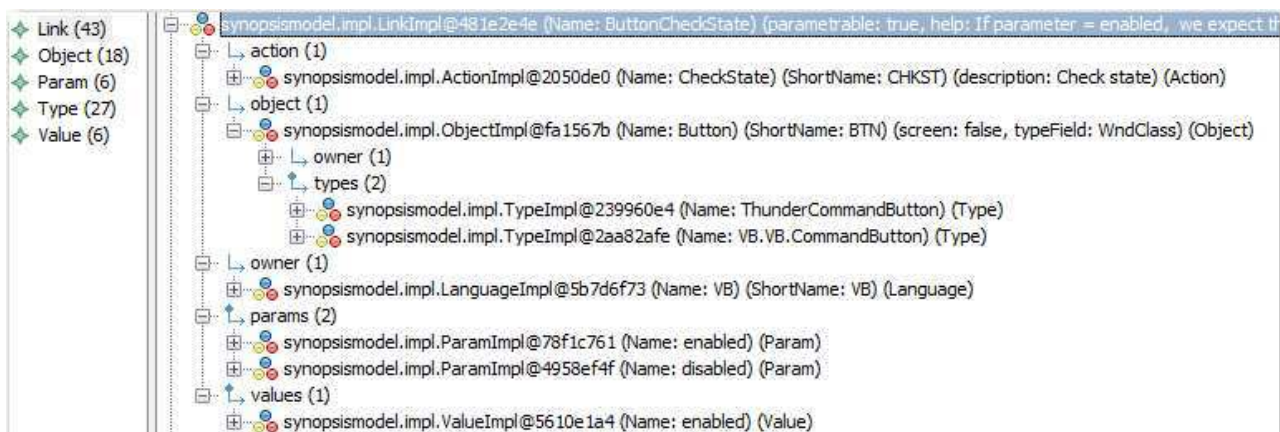 Link (43)
Object (18)
Param (6)
Type (27)
Value (6)
synopsismodel.impl.LinkImpl@481e2e4e (Name: ButtonCheckState) (parametrable: true, help: If parameter = enabled, we expect th
action (1)
synopsismodel.impl.ActionImpl@2050de0 (Name: CheckState) (ShortName: CHKST) (description: Check state) (Action)
object (1)
synopsismodel.impl.ObjectImpl@fa1567b (Name: Button) (ShortName: BTN) (screen: false, typeField: WndClass) (Object)
owner (1)
types (2)
synopsismodel.impl.TypeImpl@239960e4 (Name: ThunderCommandButton) (Type)
synopsismodel.impl.TypeImpl@2aa82afe (Name: VB.VB.CommandButton) (Type)
owner (1)
synopsismodel.impl.LanguageImpl@5b7d6f73 (Name: VB) (ShortName: VB) (Language)
params (2)
synopsismodel.impl.ParamImpl@78f1c761 (Name: enabled) (Param)
synopsismodel.impl.ParamImpl@4958ef4f (Name: disabled) (Param)
values (1)
synopsismodel.impl.ValueImpl@5610e1a4 (Name: enabled) (Value)